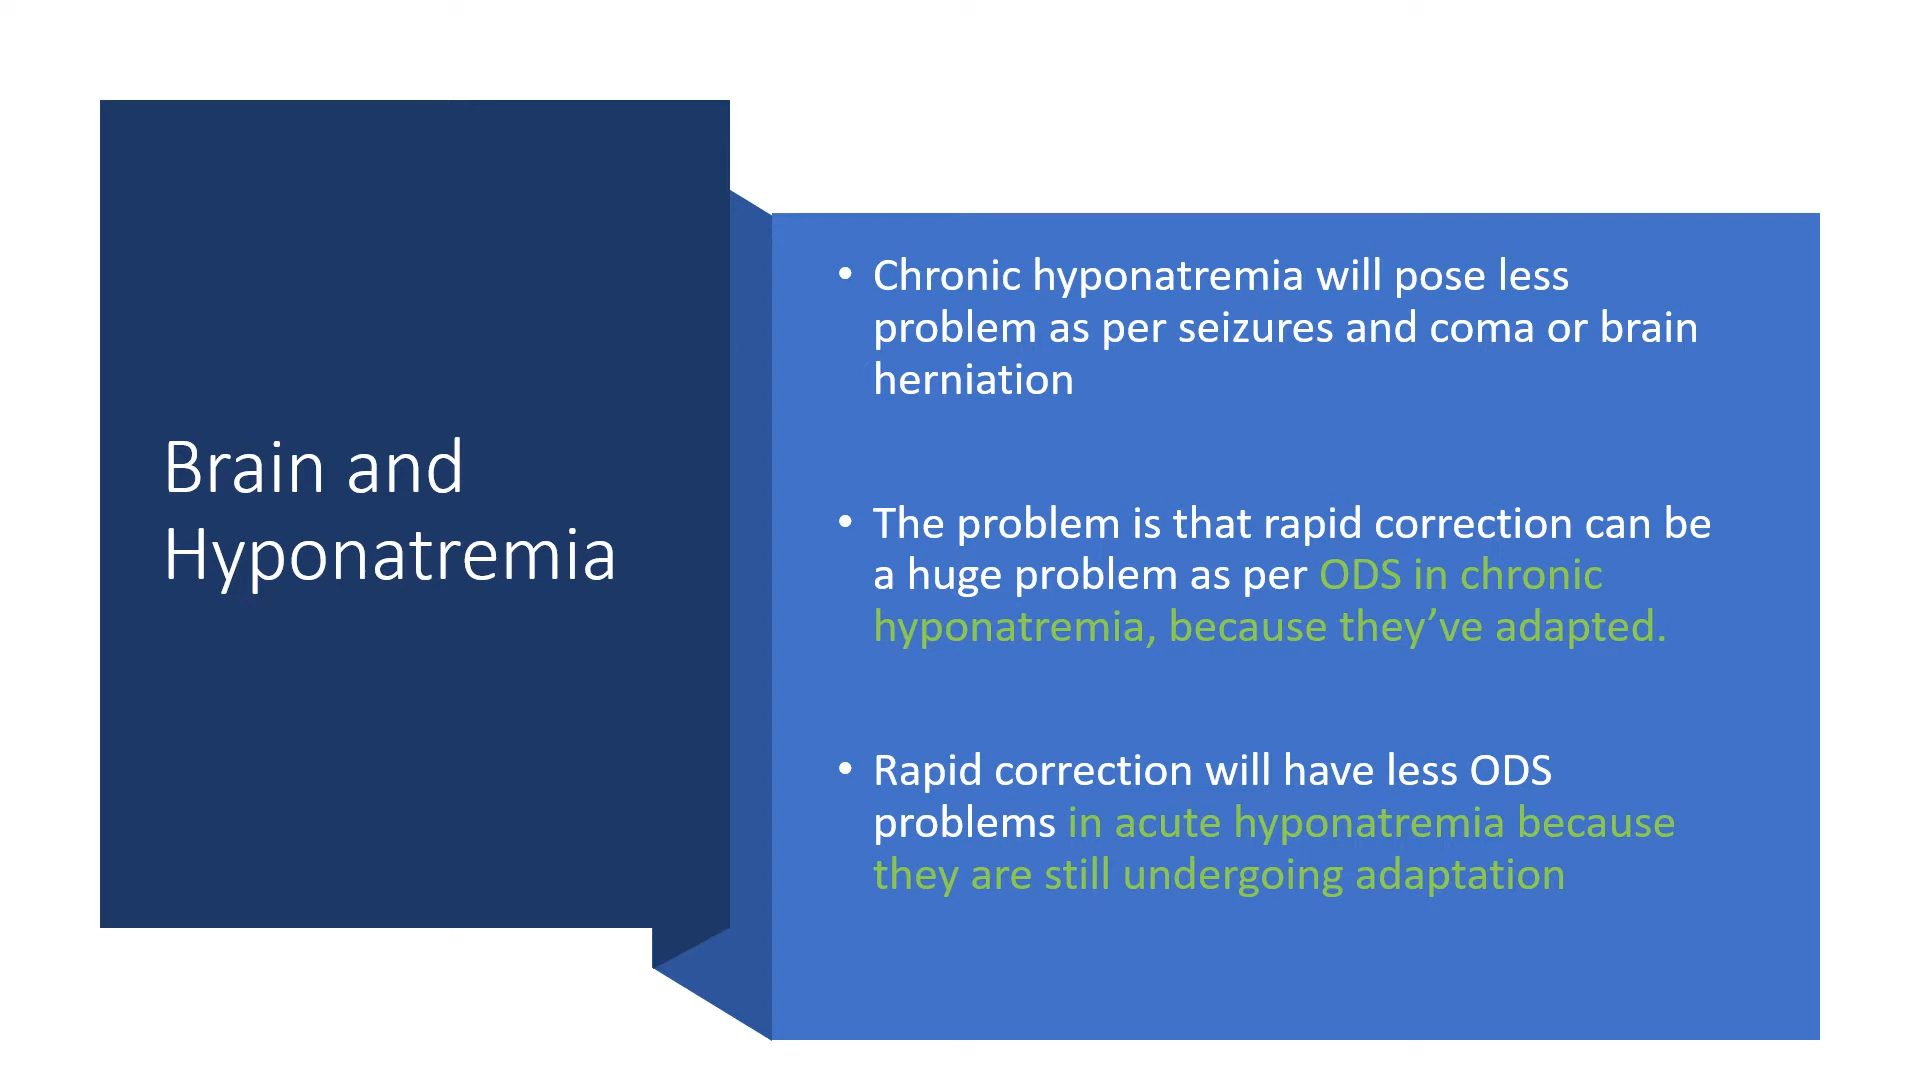 Brain and
Hyponatremia
• Chronic hyponatremia will pose less
problem as per seizures and coma or brain
herniation
• The problem is that rapid correction can be
a huge problem as per ODS in chronic
hyponatremia, because they’ve adapted.
• Rapid correction will have less ODS
problems in acute hyponatremia because
they are still undergoing adaptation